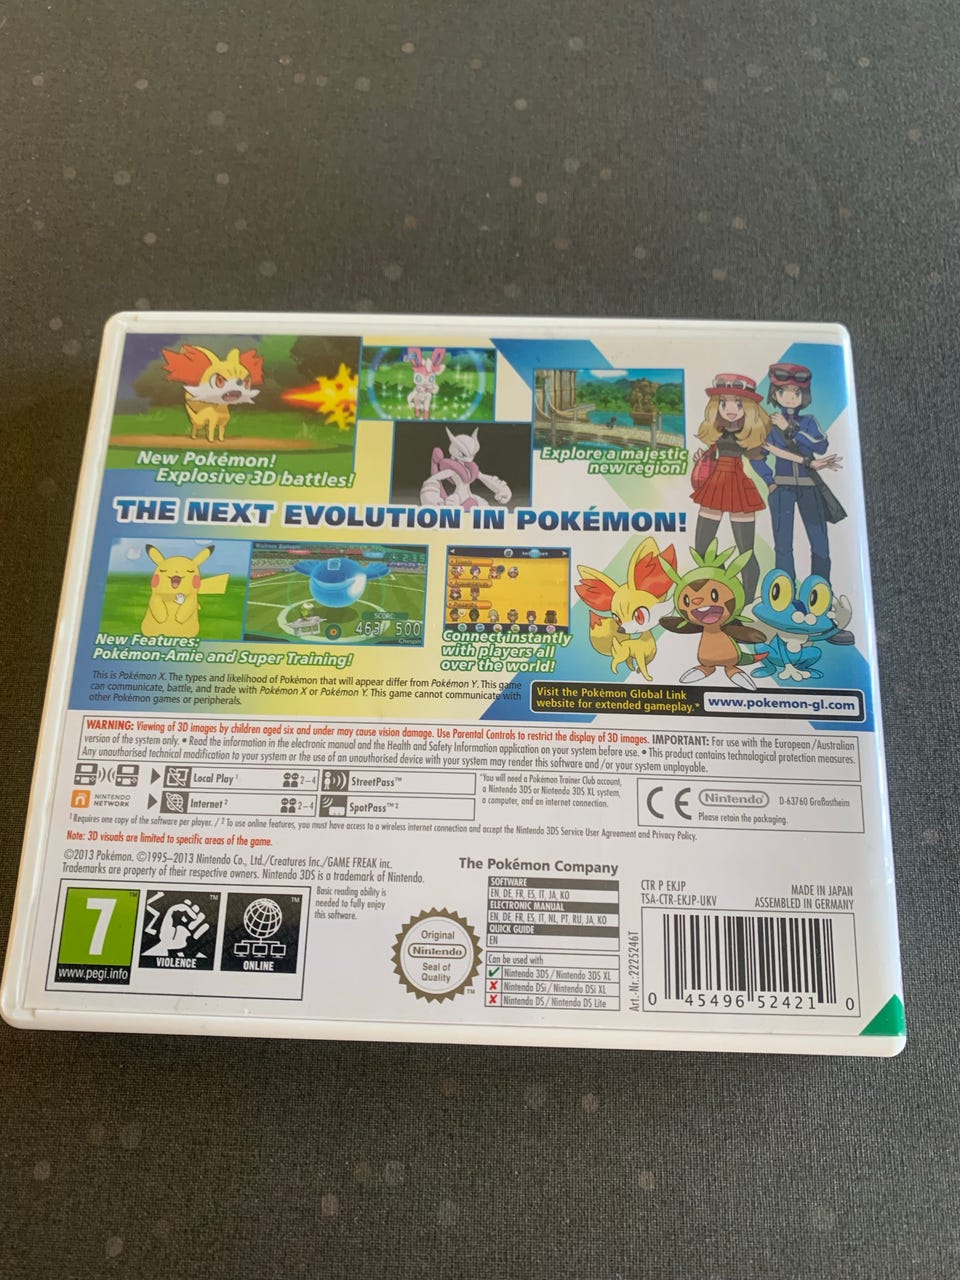 New Pokémon!
Explosive 3D battles!
Explore a majestic
new region!
THE NEXT EVOLUTION IN POKÉMON!
SCORE
463/500
Chespin
New Features:
Pokémon-Amie and Super Training!
Connect instantly
with players all
over the world!
This is Pokémon X. The types and likelihood of Pokémon that will appear differ from Pokémon Y. This game
can communicate, battle, and trade with Pokémon X or Pokémon Y. This game cannot communicate with
other Pokémon games or peripherals.
Visit the Pokémon Global Link
website for extended gameplay.*
www.pokemon-gl.com
WARNING: Viewing of 3D images by children aged six and under may cause vision damage. Use Parental Controls to restrict the display of 3D images. IMPORTANT: For use with the European/Australian
version of the system only. • Read the information in the electronic manual and the Health and Safety Information application on your system before use. • This product contains technological protection measures.
Any unauthorised technical modification to your system or the use of an unauthorised device with your system may render this software and/or your system unplayable.
Local Play ¹
2–4
StreetPass™
NINTENDO
NETWORK
Internet ²
2–4
SpotPass™ ²
*You will need a Pokémon Trainer Club account,
a Nintendo 3DS or Nintendo 3DS XL system,
a computer, and an internet connection.
CE
Nintendo
Please retain the packaging.
D-63760 Großostheim
¹ Requires one copy of the software per player. / ² To use online features, you must have access to a wireless internet connection and accept the Nintendo 3DS Service User Agreement and Privacy Policy.
Note: 3D visuals are limited to specific areas of the game.
©2013 Pokémon. ©1995–2013 Nintendo Co., Ltd./Creatures Inc./GAME FREAK inc.
Trademarks are property of their respective owners. Nintendo 3DS is a trademark of Nintendo.
7
www.pegi.info
™
VIOLENCE
™
ONLINE
Basic reading ability is
needed to fully enjoy
this software.
Original
Nintendo
Seal of
Quality
™
The Pokémon Company
SOFTWARE
EN, DE, FR, ES, IT, JA, KO
ELECTRONIC MANUAL
EN, DE, FR, ES, IT, NL, PT, RU, JA, KO
QUICK GUIDE
EN
Can be used with
Nintendo 3DS / Nintendo 3DS XL
Nintendo DSi / Nintendo DSi XL
Nintendo DS / Nintendo DS Lite
Art.-Nr.: 2225246T
CTR P EKJP
TSA-CTR-EKJP-UKV
MADE IN JAPAN
ASSEMBLED IN GERMANY
0 45496 52421 0